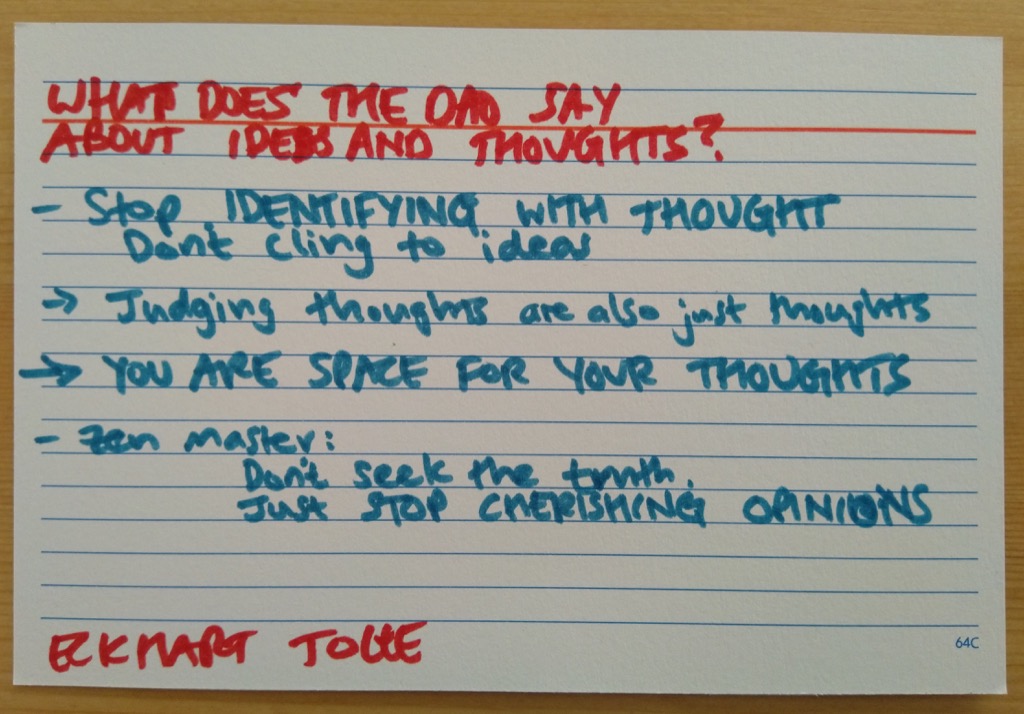 WHAT DOES THE DAO SAY
ABOUT IDEAS AND THOUGHTS?
- Stop IDENTIFYING WITH THOUGHT
Don't cling to ideas
→ Judging thoughts are also just thoughts
→ YOU ARE SPACE FOR YOUR THOUGHTS
- Zen master:
Don't seek the truth.
Just STOP CHERISHING OPINIONS
ECKHART TOLLE
64C